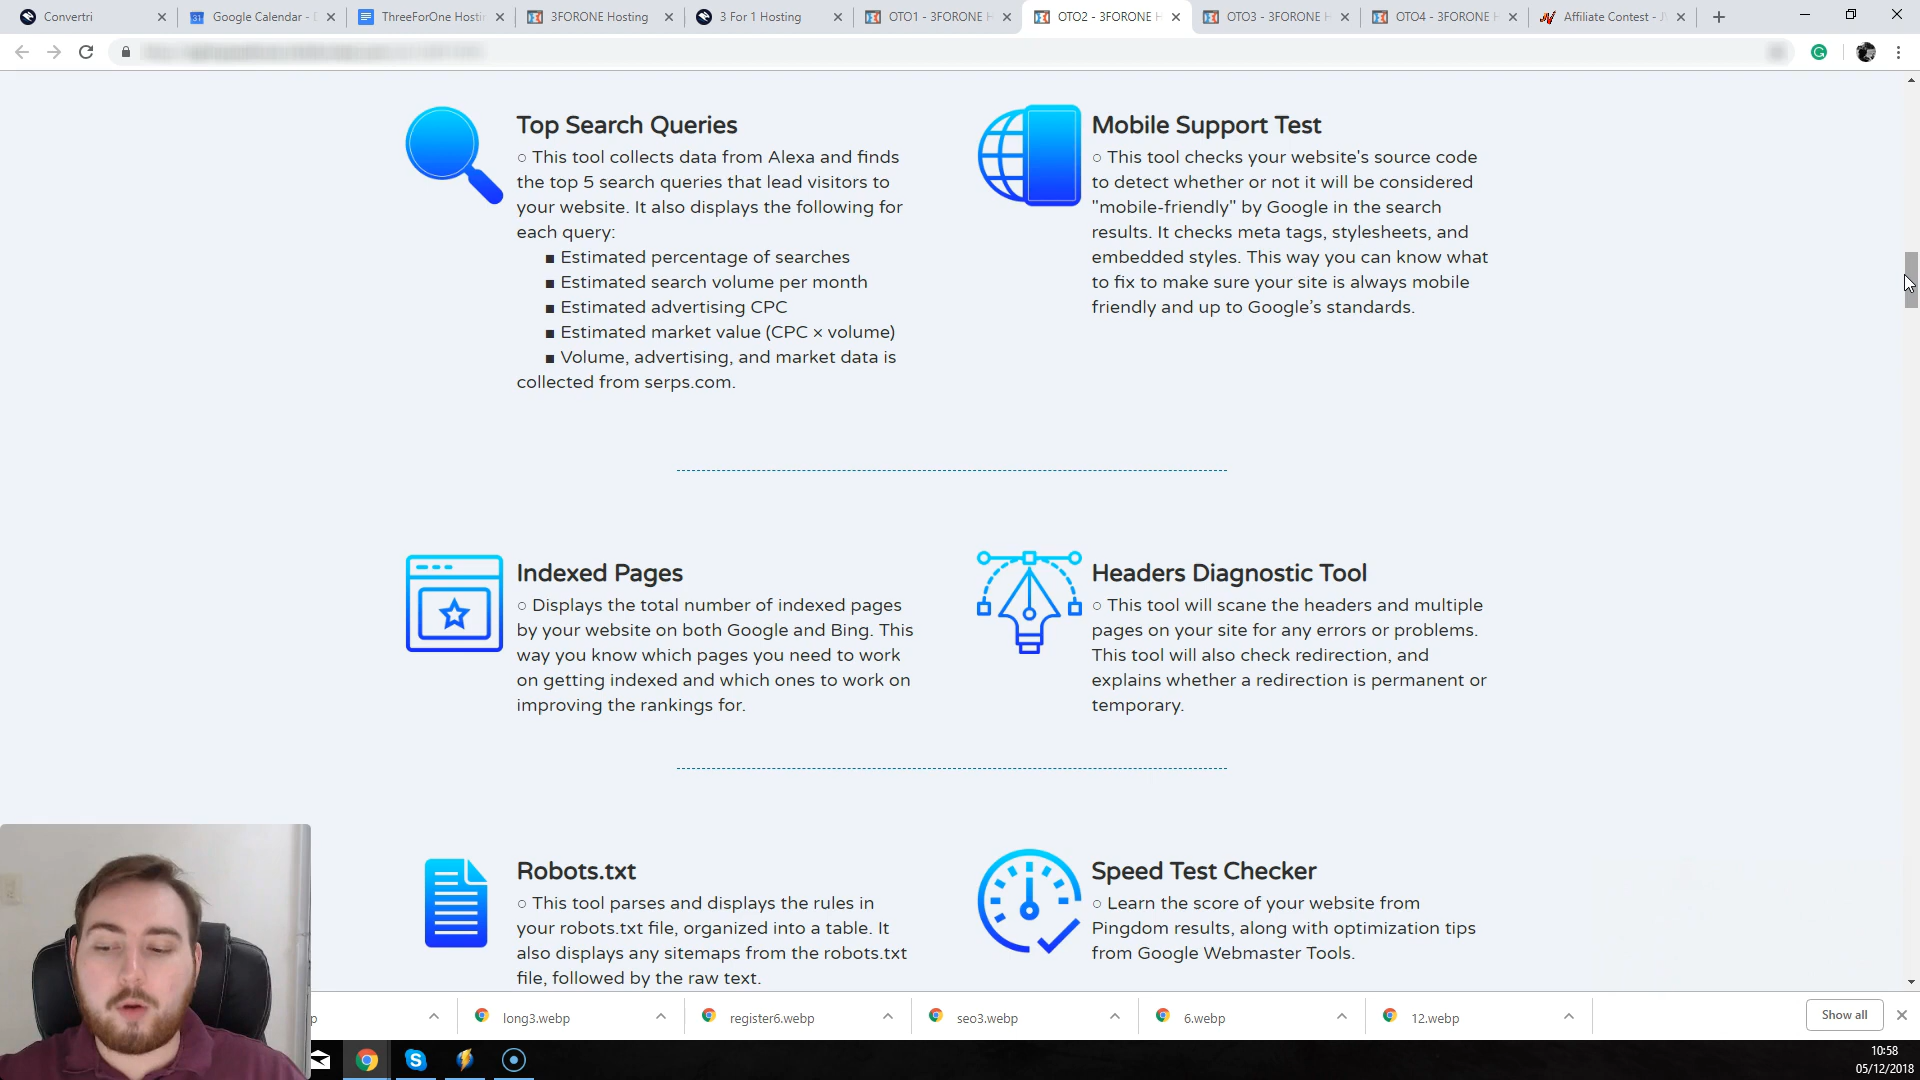 Convertri
Google Calendar - D
ThreeForOne Hosti
3FORONE Hosting
3 For 1 Hosting
OTO1 - 3FORONE H
OTO2 - 3FORONE H
OTO3 - 3FORONE H
OTO4 - 3FORONE H
Affiliate Contest - J
Top Search Queries
○ This tool collects data from Alexa and finds
the top 5 search queries that lead visitors to
your website. It also displays the following for
each query:
■ Estimated percentage of searches
■ Estimated search volume per month
■ Estimated advertising CPC
■ Estimated market value (CPC × volume)
■ Volume, advertising, and market data is
collected from serps.com.
Mobile Support Test
○ This tool checks your website's source code
to detect whether or not it will be considered
"mobile-friendly" by Google in the search
results. It checks meta tags, stylesheets, and
embedded styles. This way you can know what
to fix to make sure your site is always mobile
friendly and up to Google’s standards.
Indexed Pages
○ Displays the total number of indexed pages
by your website on both Google and Bing. This
way you know which pages you need to work
on getting indexed and which ones to work on
improving the rankings for.
Headers Diagnostic Tool
○ This tool will scane the headers and multiple
pages on your site for any errors or problems.
This tool will also check redirection, and
explains whether a redirection is permanent or
temporary.
Robots.txt
○ This tool parses and displays the rules in
your robots.txt file, organized into a table. It
also displays any sitemaps from the robots.txt
file, followed by the raw text.
Speed Test Checker
○ Learn the score of your website from
Pingdom results, along with optimization tips
from Google Webmaster Tools.
p
long3.webp
register6.webp
seo3.webp
6.webp
12.webp
Show all
10:58
05/12/2018